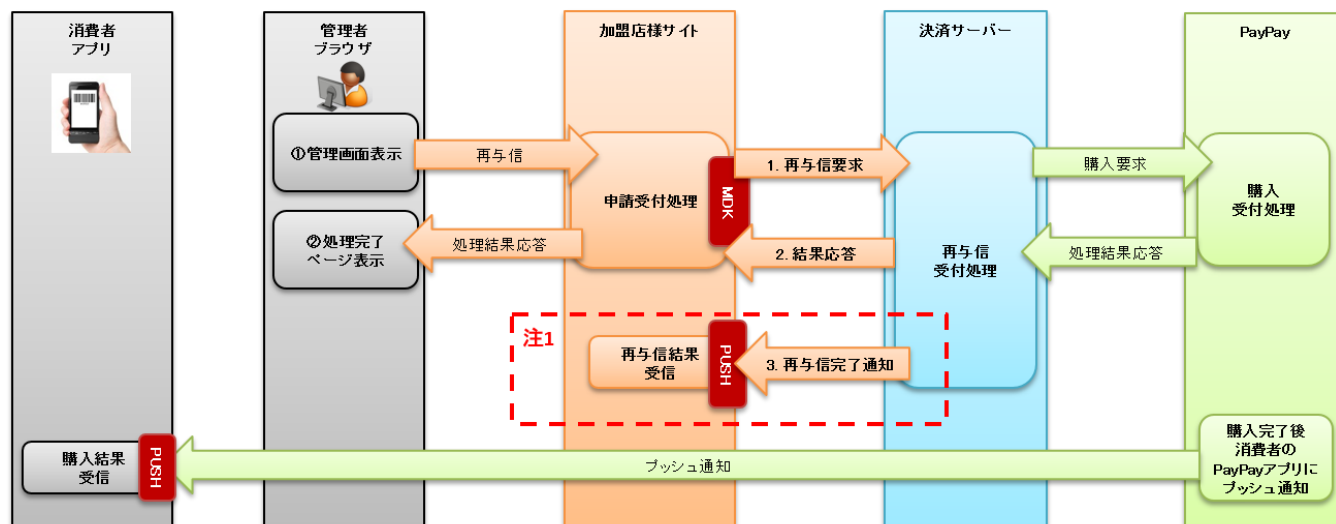 消費者
アプリ
管理者
ブラウザ
加盟店様サイト
決済サーバー
PayPay
①管理画面表示
再与信
申請受付処理
MDK
1. 再与信要求
購入要求
購入
受付処理
②処理完了
ページ表示
処理結果応答
2. 結果応答
再与信
受付処理
処理結果応答
注1
再与信結果
受信
PUSH
3. 再与信完了通知
購入結果
受信
PUSH
プッシュ通知
購入完了後
消費者の
PayPayアプリに
プッシュ通知